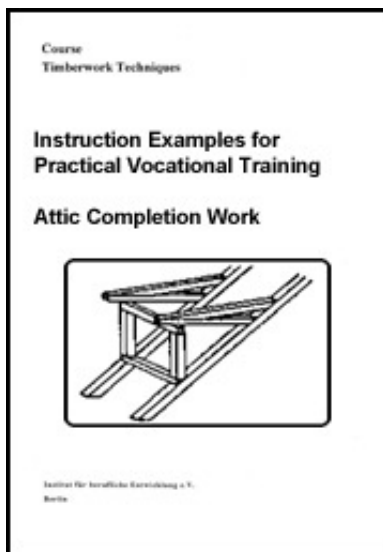 Course
Timberwork Techniques
Instruction Examples for
Practical Vocational Training
Attic Completion Work
Institut für berufliche Entwicklung e.V.
Berlin